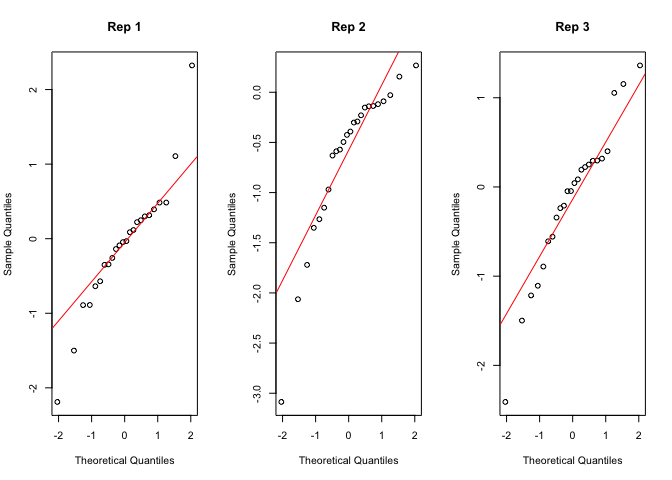 Rep 1
Sample Quantiles
2
1
0
-1
-2
-2 -1 0 1 2
Theoretical Quantiles
Rep 2
Sample Quantiles
0.0
-0.5
-1.0
-1.5
-2.0
-2.5
-3.0
-2 -1 0 1 2
Theoretical Quantiles
Rep 3
Sample Quantiles
1
0
-1
-2
-2 -1 0 1 2
Theoretical Quantiles